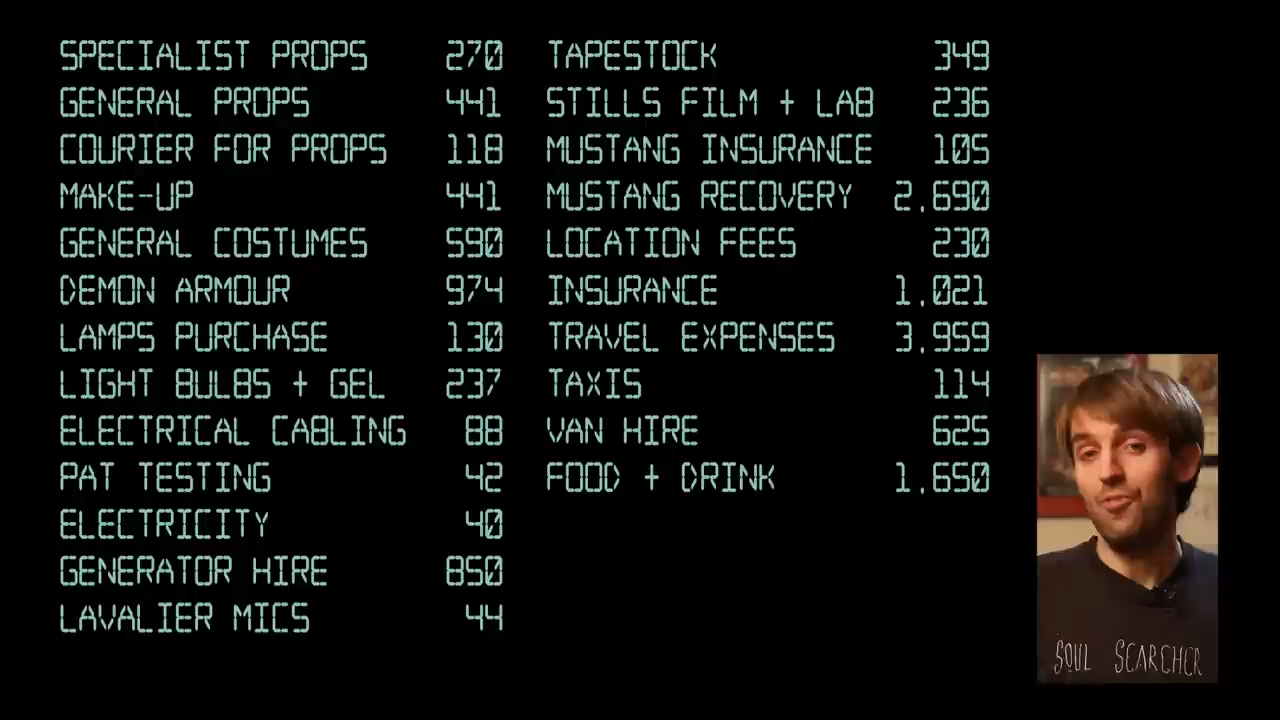 SPECIALIST PROPS 270
GENERAL PROPS 441
COURIER FOR PROPS 118
MAKE-UP 441
GENERAL COSTUMES 590
DEMON ARMOUR 974
LAMPS PURCHASE 130
LIGHT BULBS + GEL 237
ELECTRICAL CABLING 88
PAT TESTING 42
ELECTRICITY 40
GENERATOR HIRE 850
LAVALIER MICS 44
TAPESTOCK 349
STILLS FILM + LAB 236
MUSTANG INSURANCE 105
MUSTANG RECOVERY 2,690
LOCATION FEES 230
INSURANCE 1,021
TRAVEL EXPENSES 3,959
TAXIS 114
VAN HIRE 625
FOOD + DRINK 1,650
SOUL SEARCHER